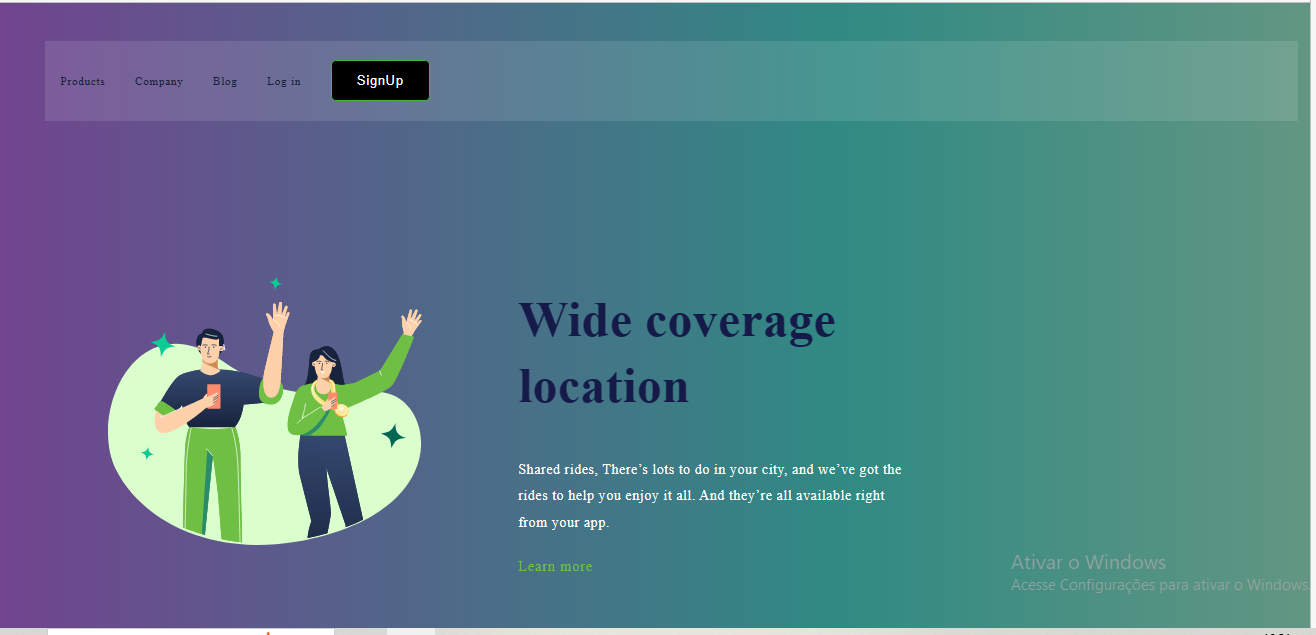 Products Company Blog Log in SignUp
Wide coverage
location
Shared rides, There’s lots to do in your city, and we’ve got the
rides to help you enjoy it all. And they’re all available right
from your app.
Learn more
Ativar o Windows
Acesse Configurações para ativar o Windows.